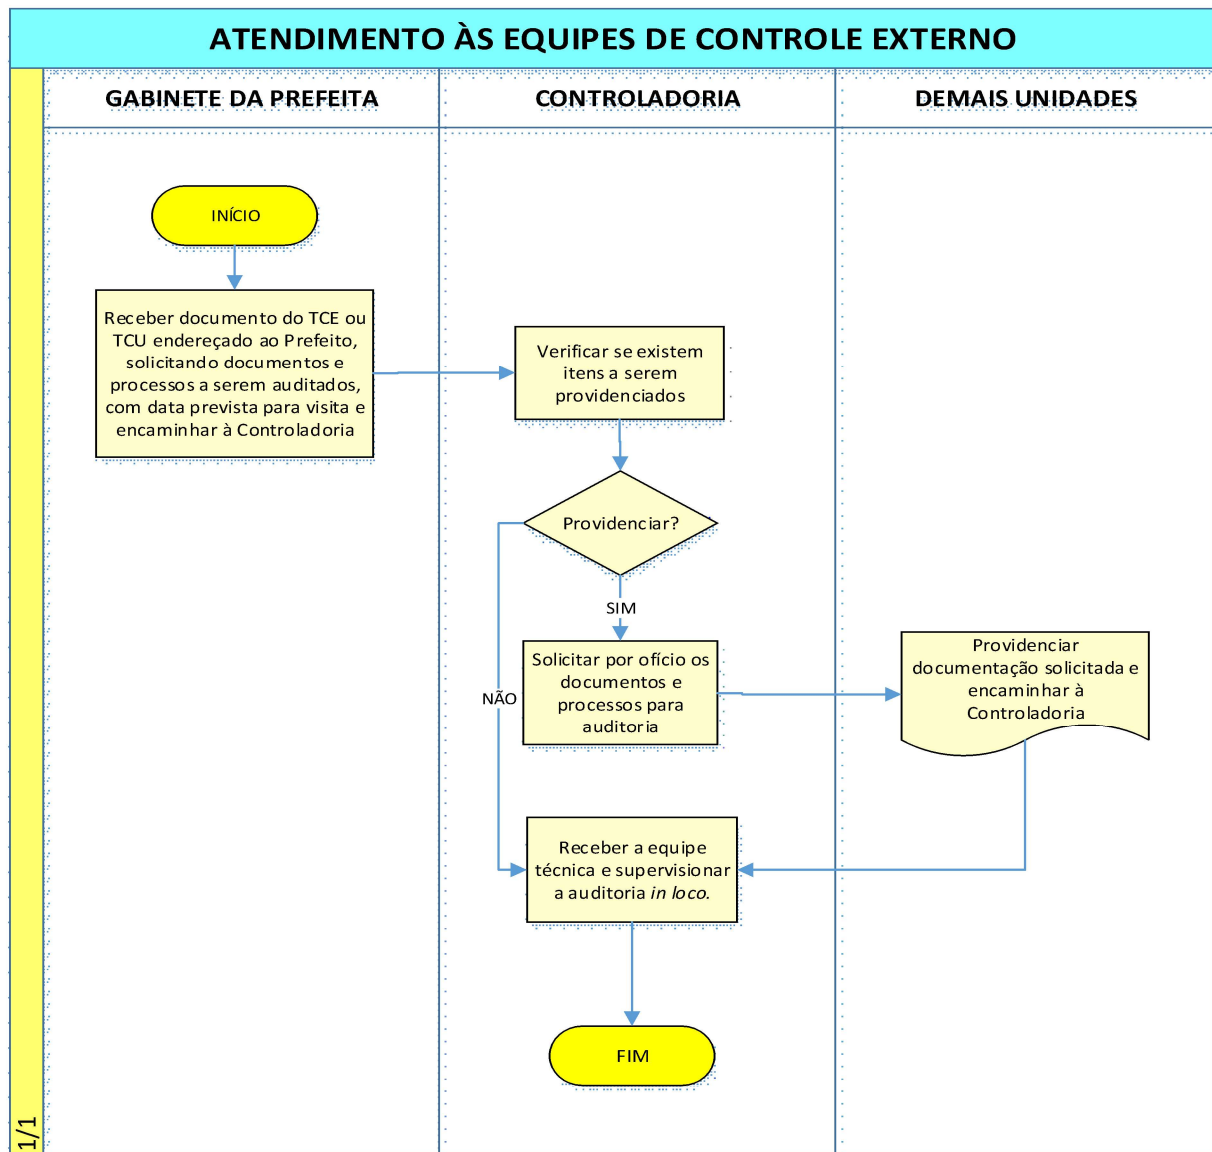 ATENDIMENTO ÀS EQUIPES DE CONTROLE EXTERNO
GABINETE DA PREFEITA
CONTROLADORIA
DEMAIS UNIDADES
INÍCIO
Receber documento do TCE ou
TCU endereçado ao Prefeito,
solicitando documentos e
processos a serem auditados,
com data prevista para visita e
encaminhar à Controladoria
Verificar se existem
itens a serem
providenciados
Providenciar?
SIM
NÃO
Solicitar por ofício os
documentos e
processos para
auditoria
Providenciar
documentação solicitada e
encaminhar à
Controladoria
Receber a equipe
técnica e supervisionar
a auditoria in loco.
FIM
1/1